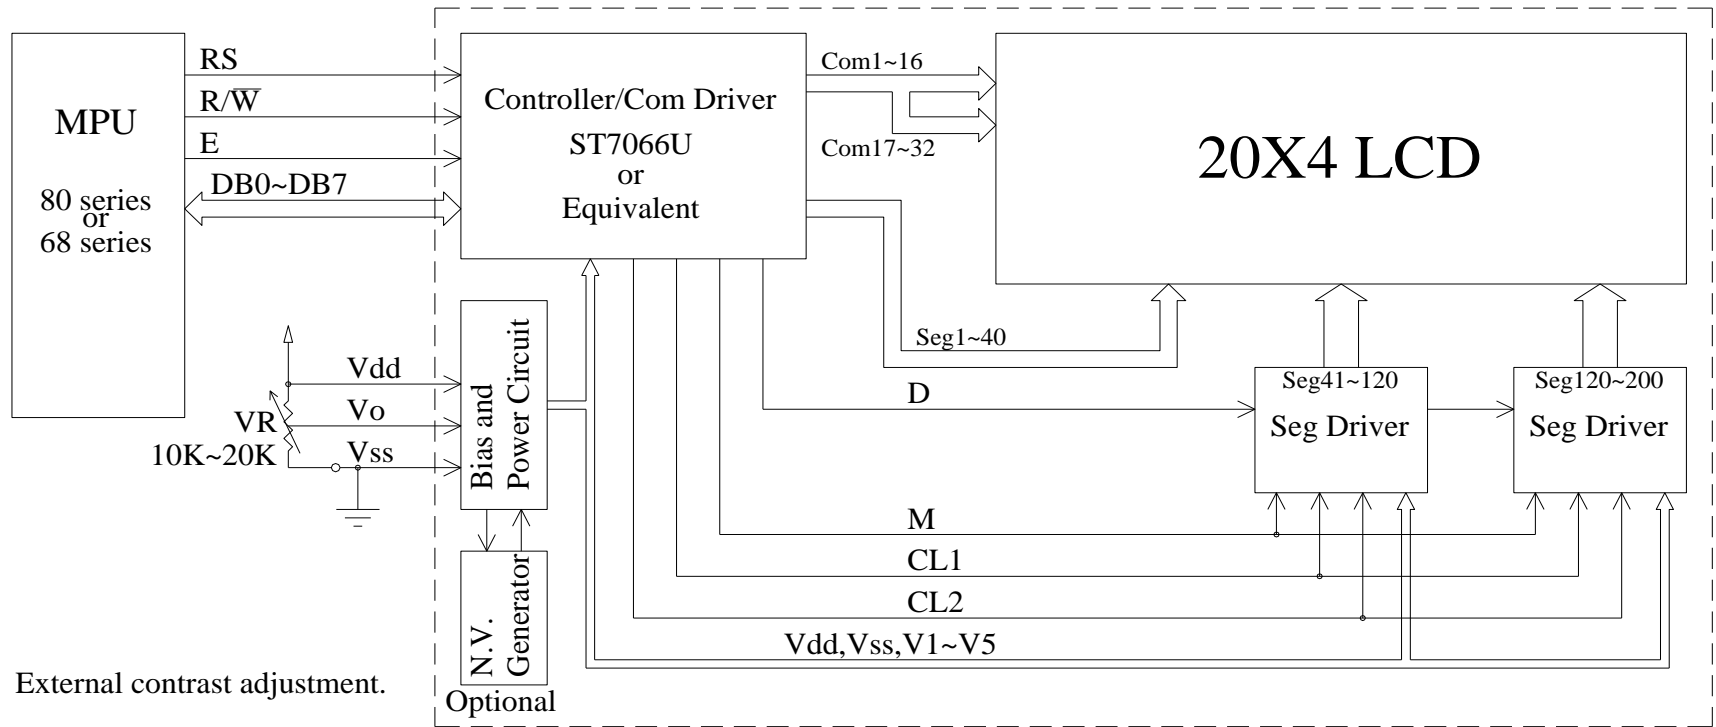 MPU
80 series
or
68 series
RS
R/W̅
E
DB0~DB7
Controller/Com Driver
ST7066U
or
Equivalent
Com1~16
Com17~32
20X4 LCD
Seg1~40
Vdd
Vo
Vss
VR
10K~20K
Bias and
Power Circuit
D
Seg41~120
Seg Driver
Seg120~200
Seg Driver
M
CL1
CL2
Vdd,Vss,V1~V5
N.V.
Generator
Optional
External contrast adjustment.